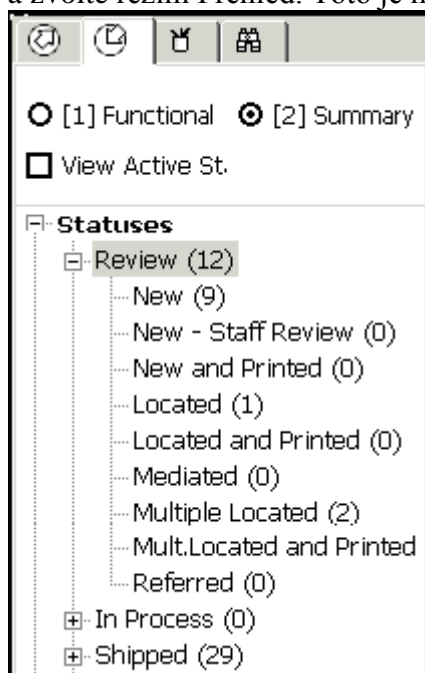 [1] Functional [2] Summary
View Active St.
Statuses
Review (12)
New (9)
New - Staff Review (0)
New and Printed (0)
Located (1)
Located and Printed (0)
Mediated (0)
Multiple Located (2)
Mult.Located and Printed
Referred (0)
In Process (0)
Shipped (29)